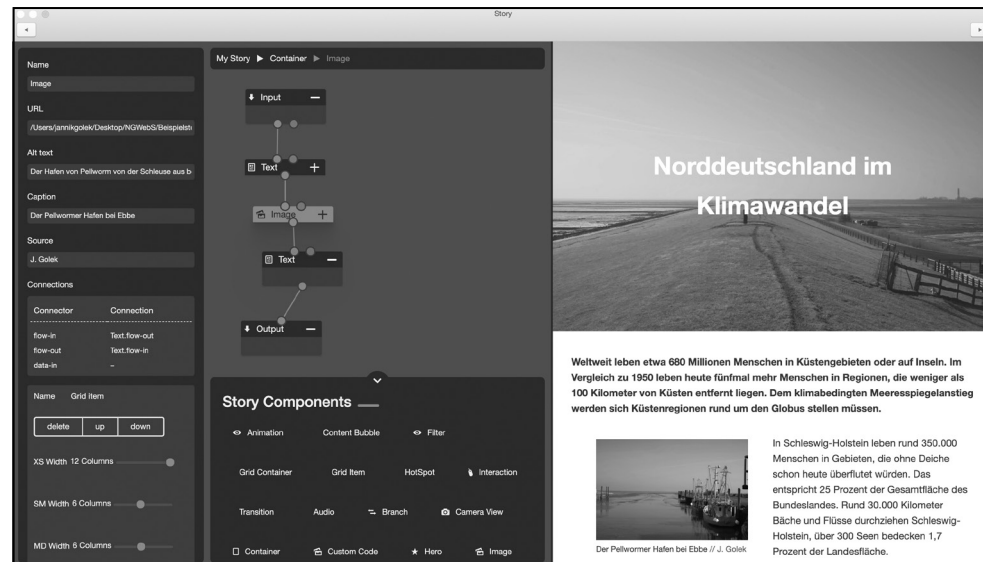 Story
Name
Image
URL
/Users/jannikgolek/Desktop/NGWebS/Beispielst
Alt text
Der Hafen von Pellworm von der Schleuse aus b
Caption
Der Pellwormer Hafen bei Ebbe
Source
J. Golek
Connections
Connector Connection
flow-in Text.flow-out
flow-out Text.flow-in
data-in –
Name Grid item
delete up down
XS Width 12 Columns
SM Width 6 Columns
MD Width 6 Columns
My Story ▶ Container ▶ Image
Input
Text
Image
Text
Output
Story Components
Animation Content Bubble Filter
Grid Container Grid Item HotSpot Interaction
Transition Audio Branch Camera View
Container Custom Code Hero Image
Norddeutschland im
Klimawandel
Weltweit leben etwa 680 Millionen Menschen in Küstengebieten oder auf Inseln. Im
Vergleich zu 1950 leben heute fünfmal mehr Menschen in Regionen, die weniger als
100 Kilometer von Küsten entfernt liegen. Dem klimabedingten Meeresspiegelanstieg
werden sich Küstenregionen rund um den Globus stellen müssen.
Der Pellwormer Hafen bei Ebbe // J. Golek
In Schleswig-Holstein leben rund 350.000
Menschen in Gebieten, die ohne Deiche
schon heute überflutet würden. Das
entspricht 25 Prozent der Gesamtfläche des
Bundeslandes. Rund 30.000 Kilometer
Bäche und Flüsse durchziehen Schleswig-
Holstein, über 300 Seen bedecken 1,7
Prozent der Landesfläche.